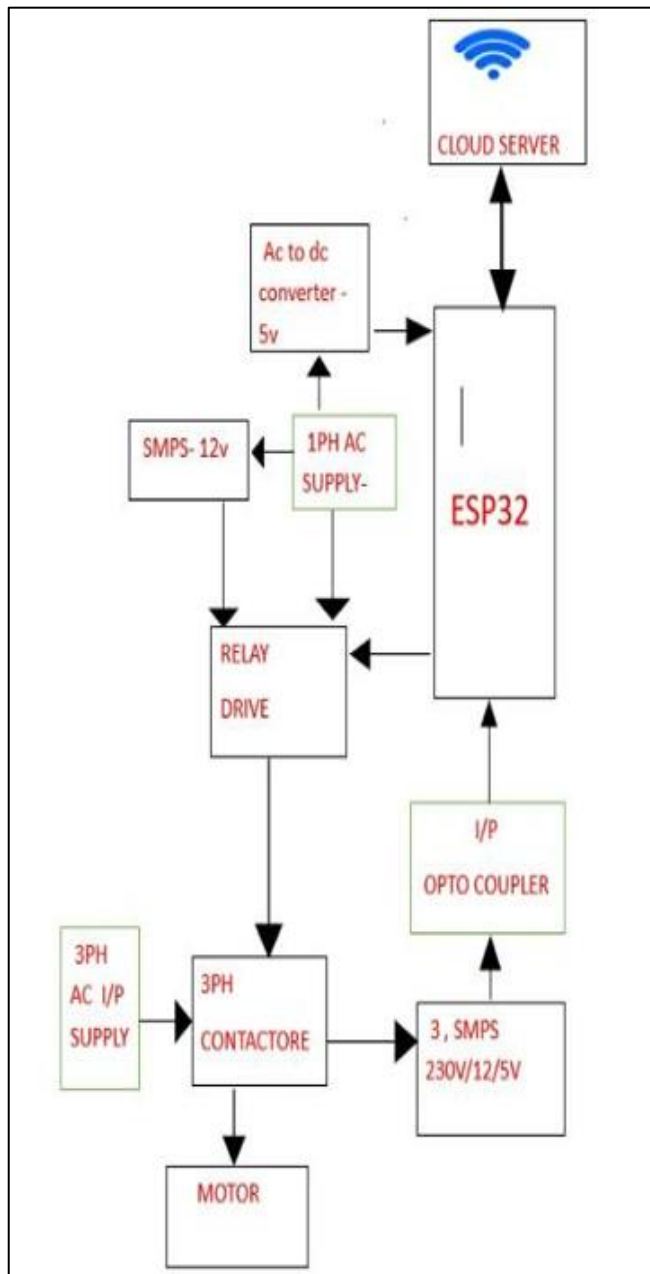 CLOUD SERVER
Ac to dc
converter -
5v
SMPS- 12v
1PH AC
SUPPLY-
ESP32
RELAY
DRIVE
I/P
OPTO COUPLER
3PH
AC I/P
SUPPLY
3PH
CONTACTORE
3 , SMPS
230V/12/5V
MOTOR